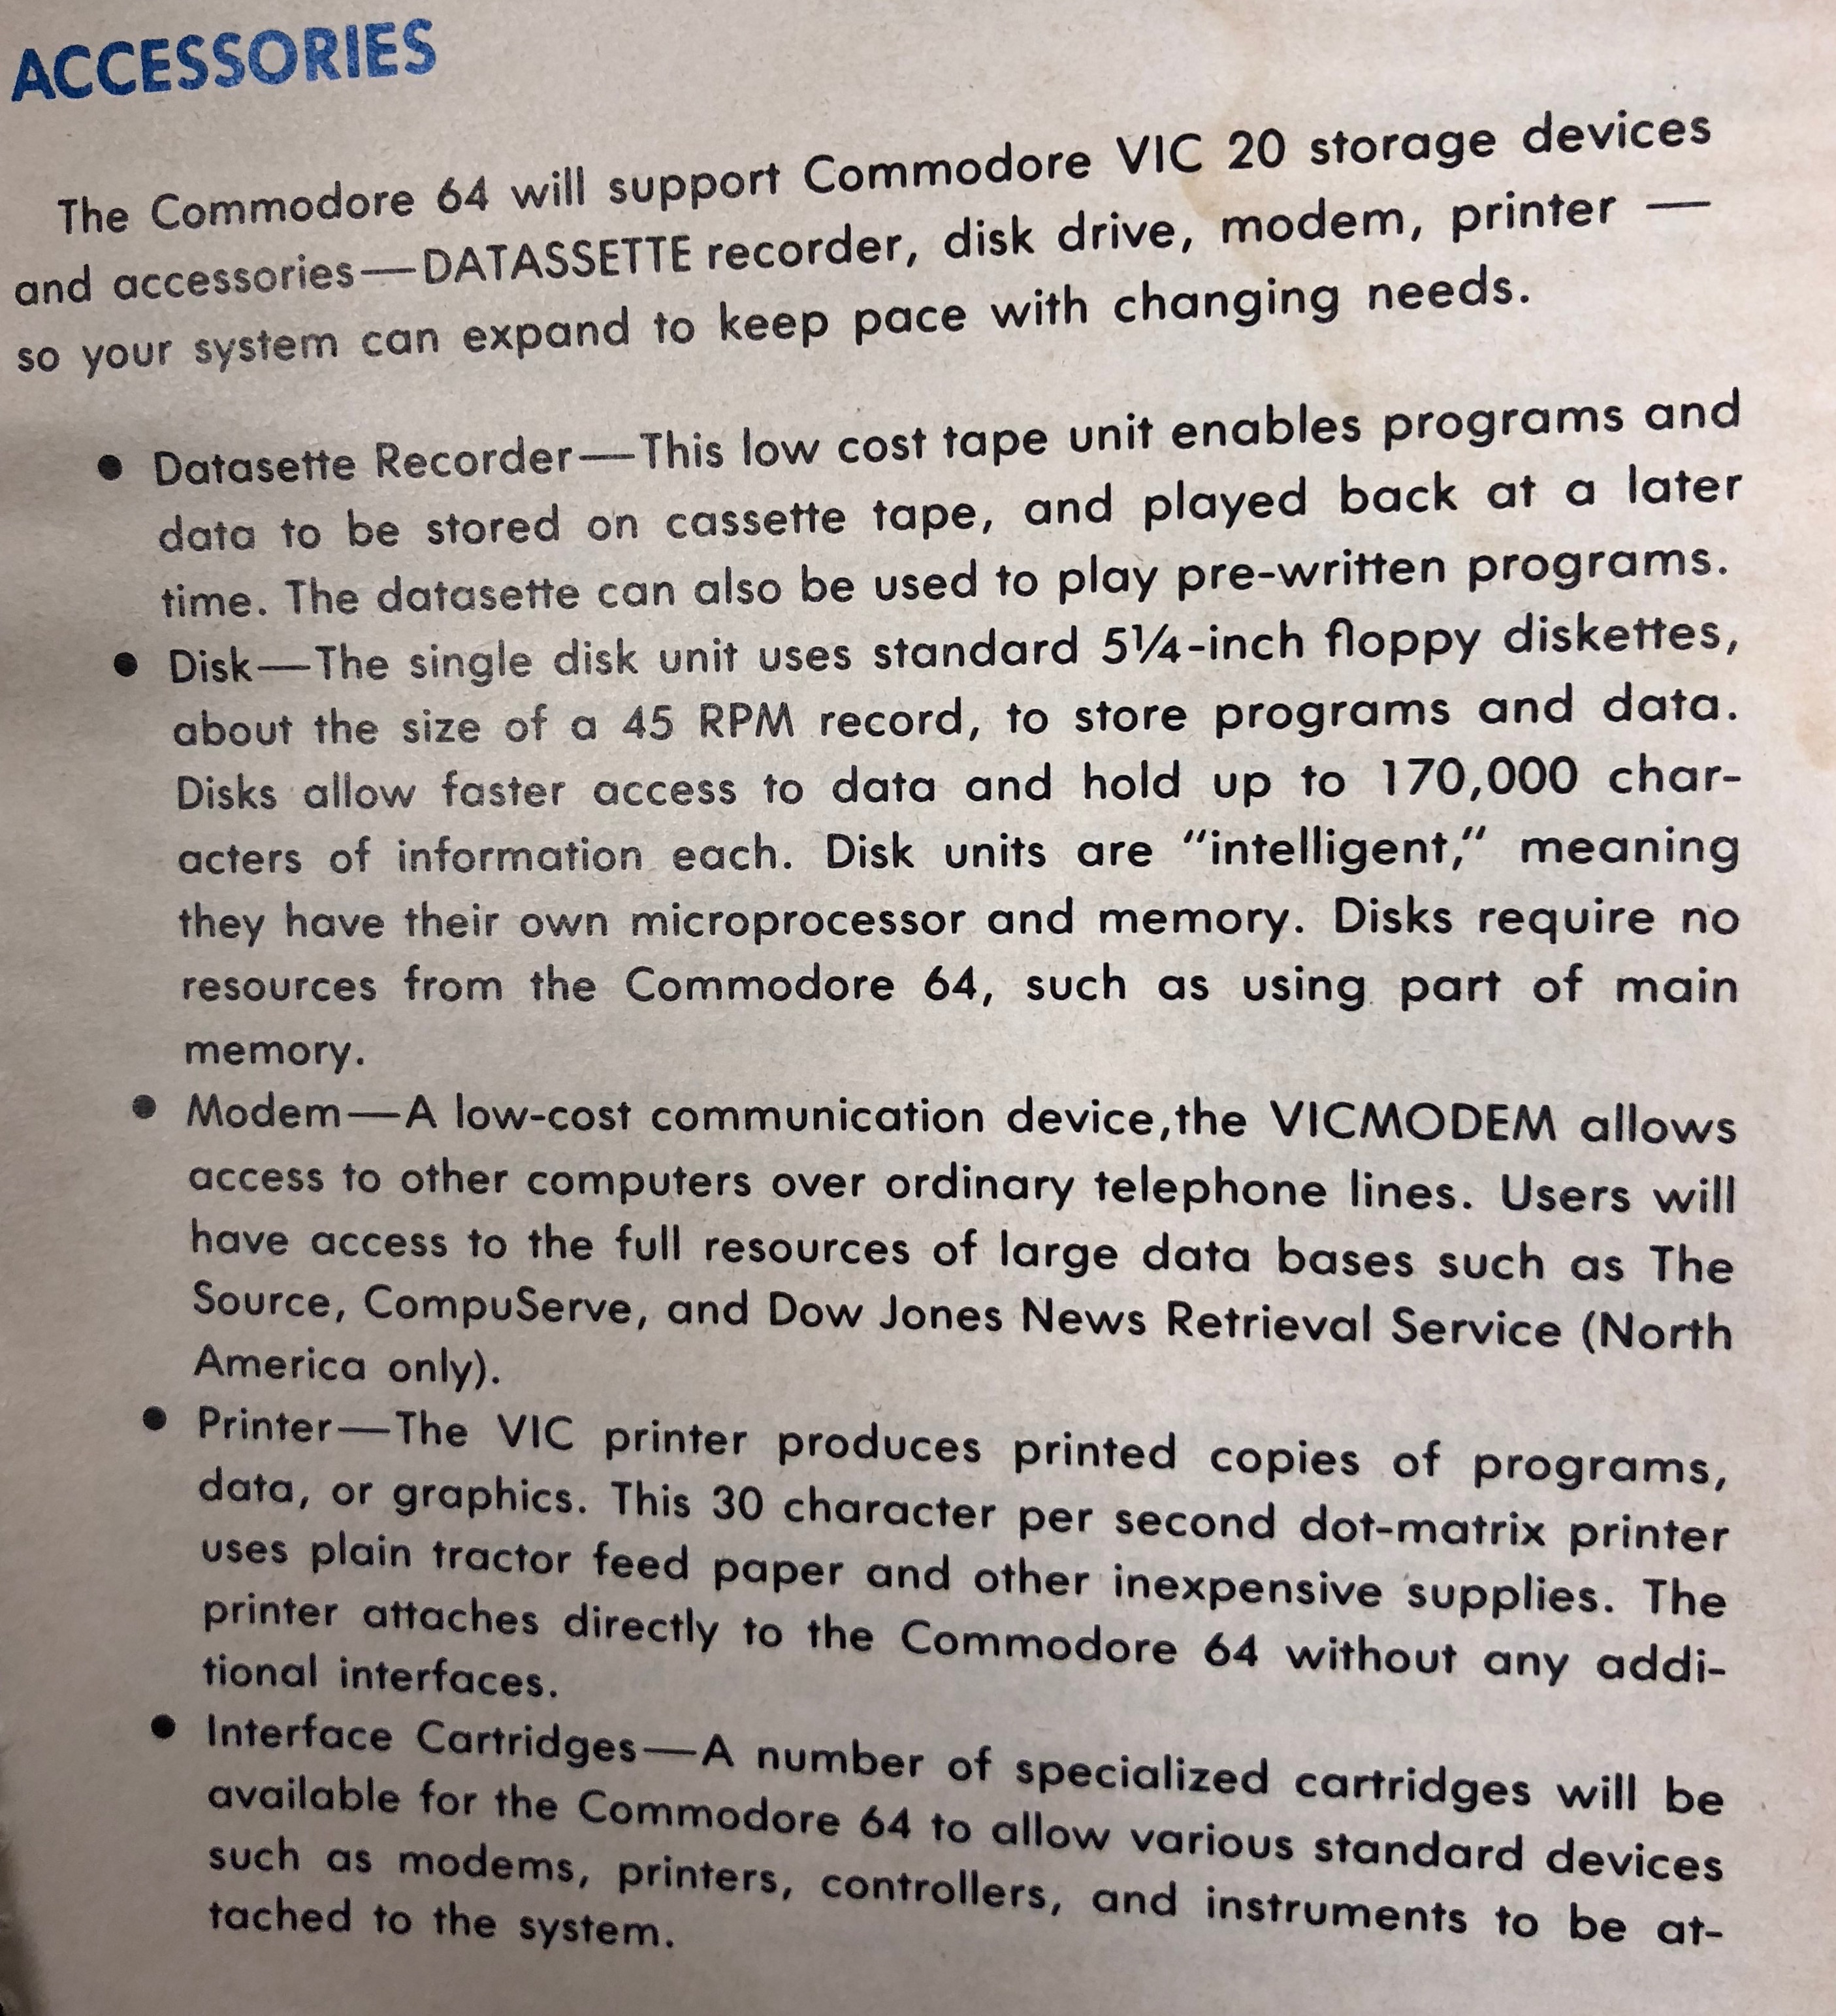 ACCESSORIES
The Commodore 64 will support Commodore VIC 20 storage devices
and accessories—DATASSETTE recorder, disk drive, modem, printer —
so your system can expand to keep pace with changing needs.
● Datasette Recorder—This low cost tape unit enables programs and
data to be stored on cassette tape, and played back at a later
time. The datasette can also be used to play pre-written programs.
● Disk—The single disk unit uses standard 5¼-inch floppy diskettes,
about the size of a 45 RPM record, to store programs and data.
Disks allow faster access to data and hold up to 170,000 char-
acters of information each. Disk units are “intelligent,” meaning
they have their own microprocessor and memory. Disks require no
resources from the Commodore 64, such as using part of main
memory.
● Modem—A low-cost communication device,the VICMODEM allows
access to other computers over ordinary telephone lines. Users will
have access to the full resources of large data bases such as The
Source, CompuServe, and Dow Jones News Retrieval Service (North
America only).
● Printer—The VIC printer produces printed copies of programs,
data, or graphics. This 30 character per second dot-matrix printer
uses plain tractor feed paper and other inexpensive supplies. The
printer attaches directly to the Commodore 64 without any addi-
tional interfaces.
● Interface Cartridges—A number of specialized cartridges will be
available for the Commodore 64 to allow various standard devices
such as modems, printers, controllers, and instruments to be at-
tached to the system.